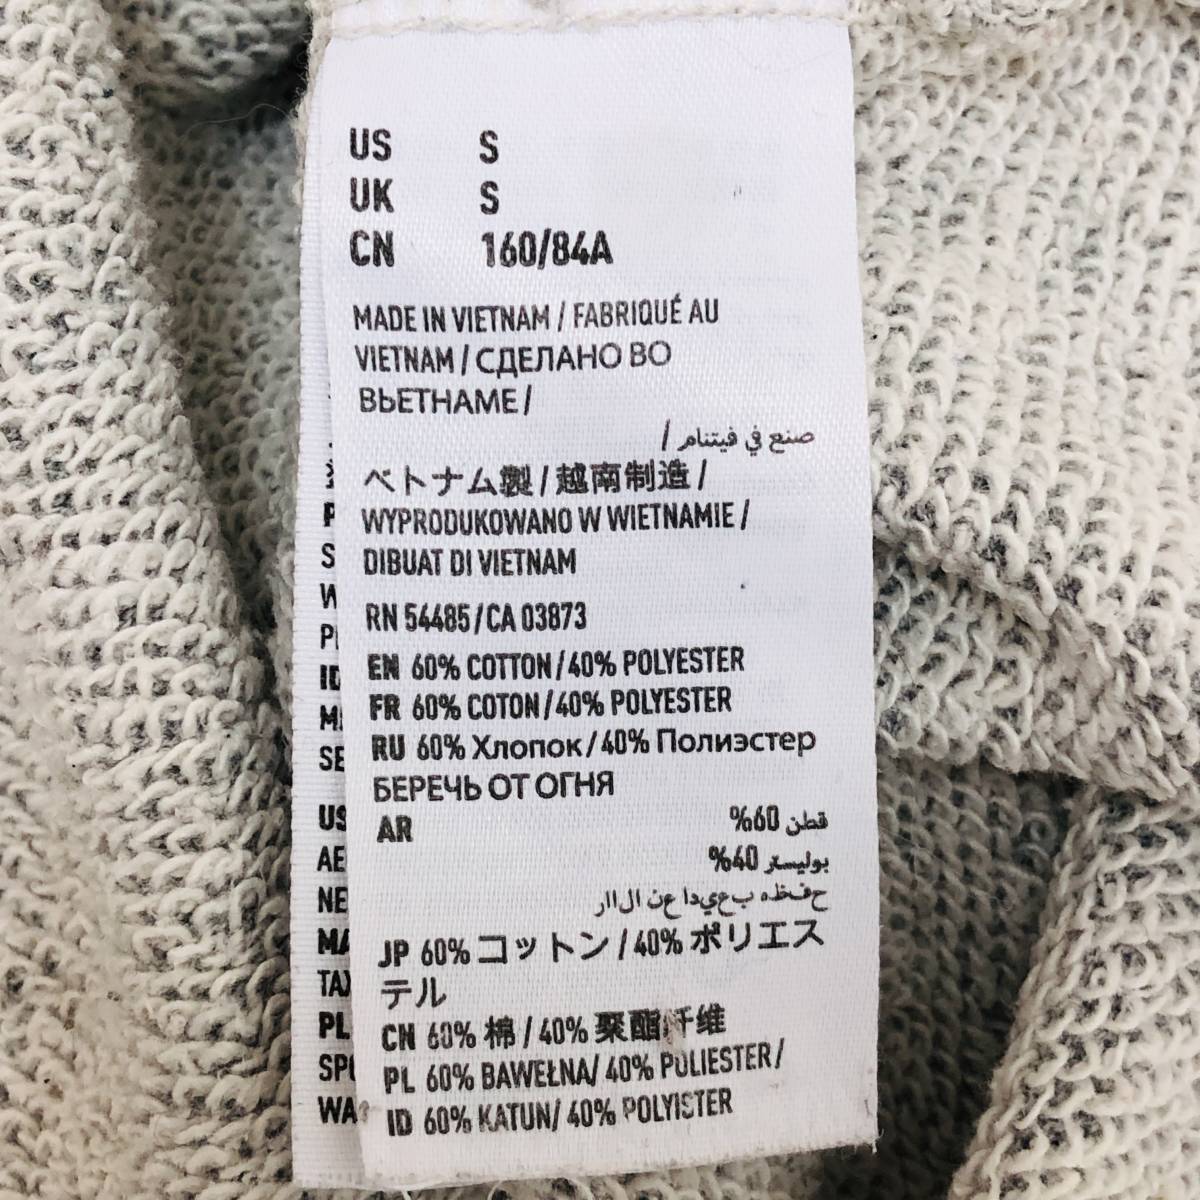 US S
UK S
CN 160/84A
MADE IN VIETNAM / FABRIQUÉ AU
VIETNAM / СДЕЛАНО ВО
ВЬЕТНАМЕ /
صنع في فيتنام /
ベトナム製 / 越南制造 /
WYPRODUKOWANO W WIETNAMIE /
DIBUAT DI VIETNAM
RN 54485 / CA 03873
EN 60% COTTON / 40% POLYESTER
FR 60% COTON / 40% POLYESTER
RU 60% Хлопок / 40% Полиэстер
БЕРЕЧЬ ОТ ОГНЯ
AR قطن 60%
بوليستر 40%
حفظه بعيدا عن الار
JP 60% コットン / 40% ポリエス
テル
CN 60% 棉 / 40% 聚酯纤维
PL 60% BAWEŁNA/ 40% POLIESTER/
ID 60% KATUN/ 40% POLYISTER